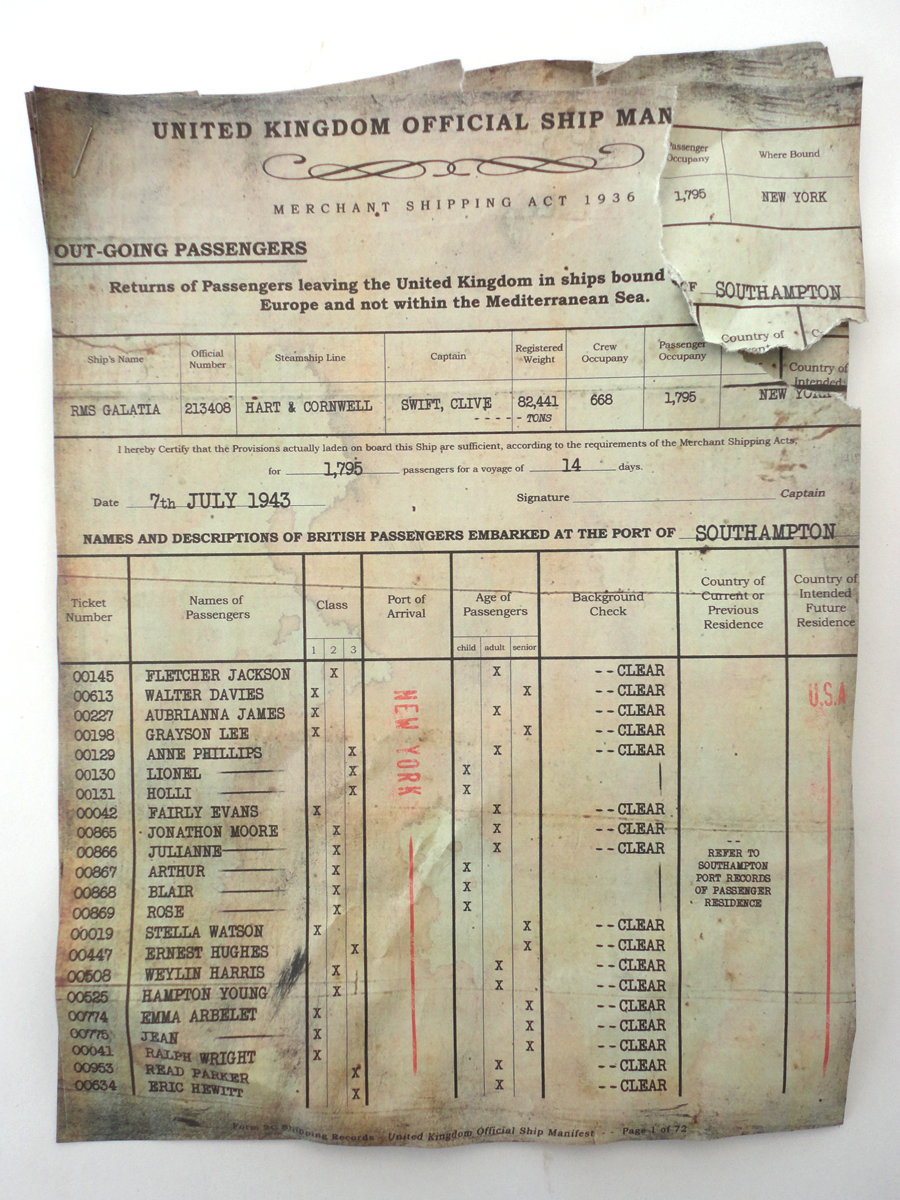 UNITED KINGDOM OFFICIAL SHIP MAN
MERCHANT SHIPPING ACT 1936
Passenger Occupany Where Bound
1,795 NEW YORK
OUT-GOING PASSENGERS
Returns of Passengers leaving the United Kingdom in ships bound
Europe and not within the Mediterranean Sea.
OF SOUTHAMPTON
Country of
Country of Intended
Ship's Name Official Number Steamship Line Captain Registered Weight Crew Occupany Passenger Occupany
RMS GALATIA 213408 HART & CORNWELL SWIFT, CLIVE 82,441 668 1,795 NEW YORK
- - - - - TONS
I hereby Certify that the Provisions actually laden on board this Ship are sufficient, according to the requirements of the Merchant Shipping Acts,
for 1,795 passengers for a voyage of 14 days.
Date 7th JULY 1943 Signature Captain
NAMES AND DESCRIPTIONS OF BRITISH PASSENGERS EMBARKED AT THE PORT OF SOUTHAMPTON
Ticket Number Names of Passengers Class Port of Arrival Age of Passengers Background Check Country of Current or Previous Residence Country of Intended Future Residence
1 2 3 child adult senior
00145 FLETCHER JACKSON X X --CLEAR
00613 WALTER DAVIES X X --CLEAR
00227 AUBRIANNA JAMES X X --CLEAR
00198 GRAYSON LEE X X --CLEAR
00129 ANNE PHILLIPS X X --CLEAR
00130 LIONEL X X
00131 HOLLI X X
00042 FAIRLY EVANS X X --CLEAR
00865 JONATHON MOORE X X --CLEAR
00866 JULIANNE X X --CLEAR
00867 ARTHUR X X
00868 BLAIR X X
00869 ROSE X X
00019 STELLA WATSON X X --CLEAR
00447 ERNEST HUGHES X X --CLEAR
00508 WEYLIN HARRIS X X --CLEAR
00525 HAMPTON YOUNG X X --CLEAR
00774 EMMA ARBELET X X --CLEAR
00775 JEAN X X --CLEAR
00041 RALPH WRIGHT X X --CLEAR
00953 READ PARKER X X --CLEAR
00634 ERIC HEWITT X X --CLEAR
NEW YORK
U.S.A
--
REFER TO
SOUTHAMPTON
PORT RECORDS
OF PASSENGER
RESIDENCE
Form Shipping Records - United Kingdom Official Ship Manifest - - Page 1 of 72